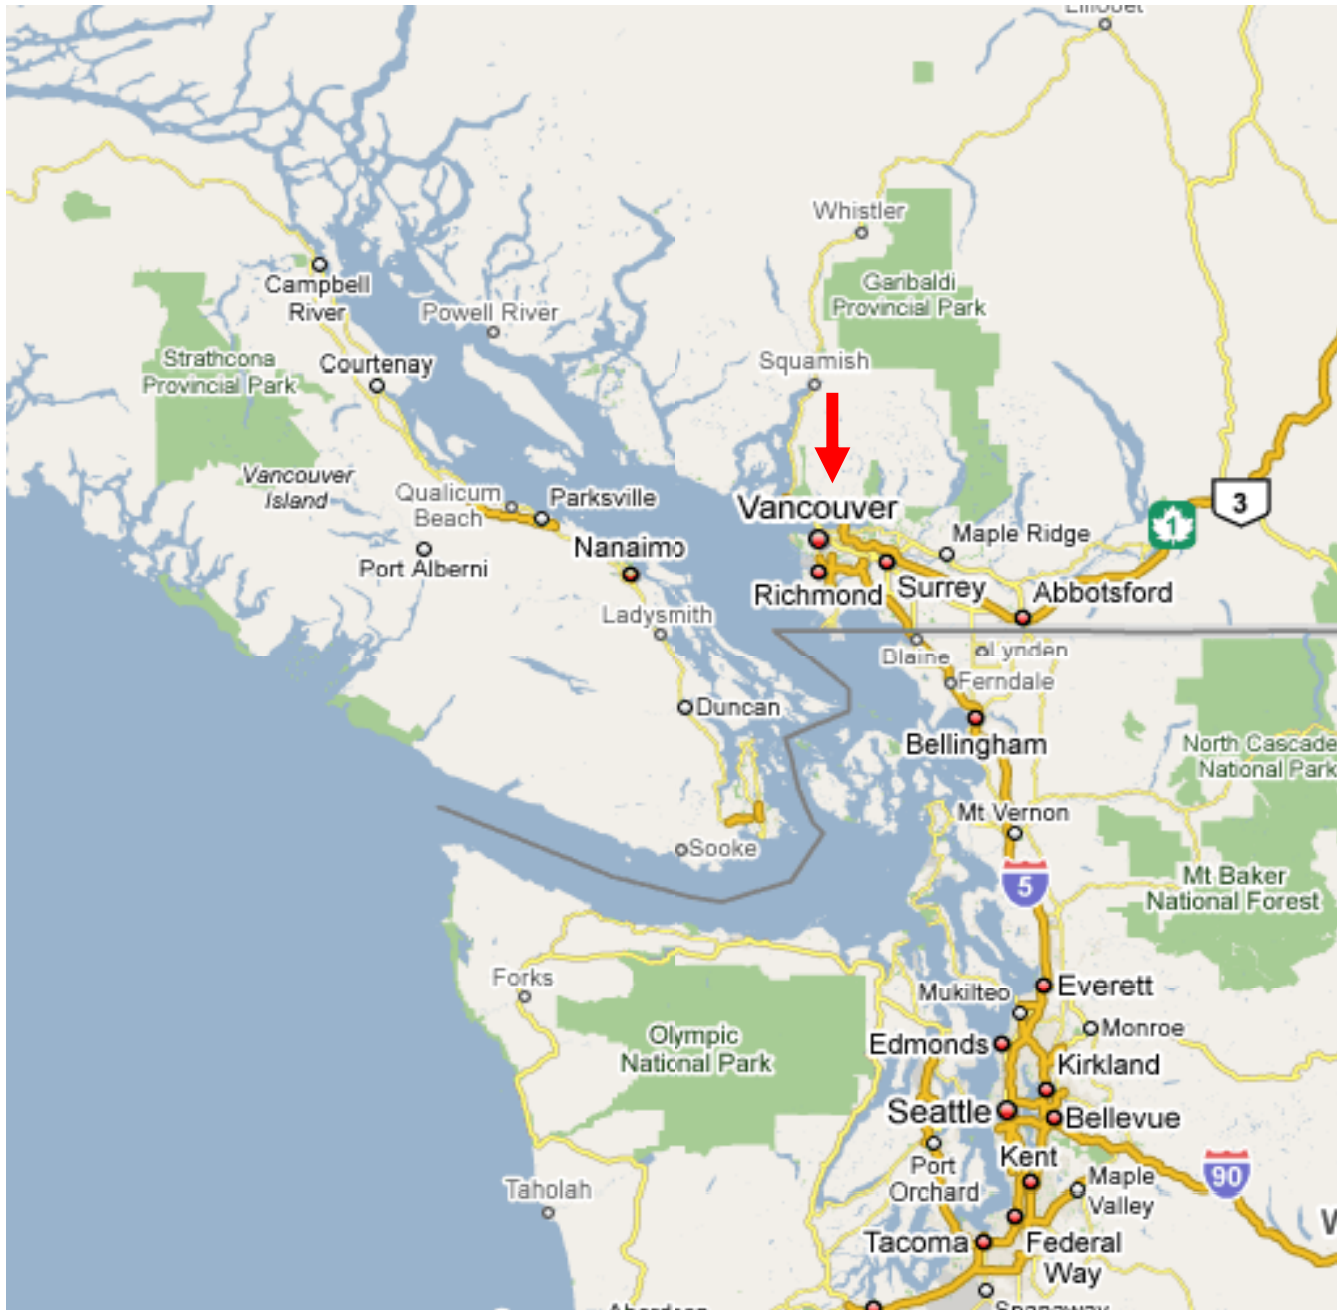 Whistler
Garibaldi
Provincial Park
Campbell
River
Powell River
Strathcona
Provincial Park
Courtenay
Squamish
Vancouver
Island
Qualicum
Beach
Parksville
Vancouver
1
3
Port Alberni
Nanaimo
Maple Ridge
Richmond
Surrey
Abbotsford
Ladysmith
Blaine
Lynden
Ferndale
Duncan
Bellingham
North Cascade
National Park
Mt Vernon
Sooke
5
Mt Baker
National Forest
Forks
Mukilteo
Everett
Monroe
Olympic
National Park
Edmonds
Kirkland
Seattle
Bellevue
Port
Orchard
Kent
Maple
Valley
90
Taholah
Tacoma
Federal
Way